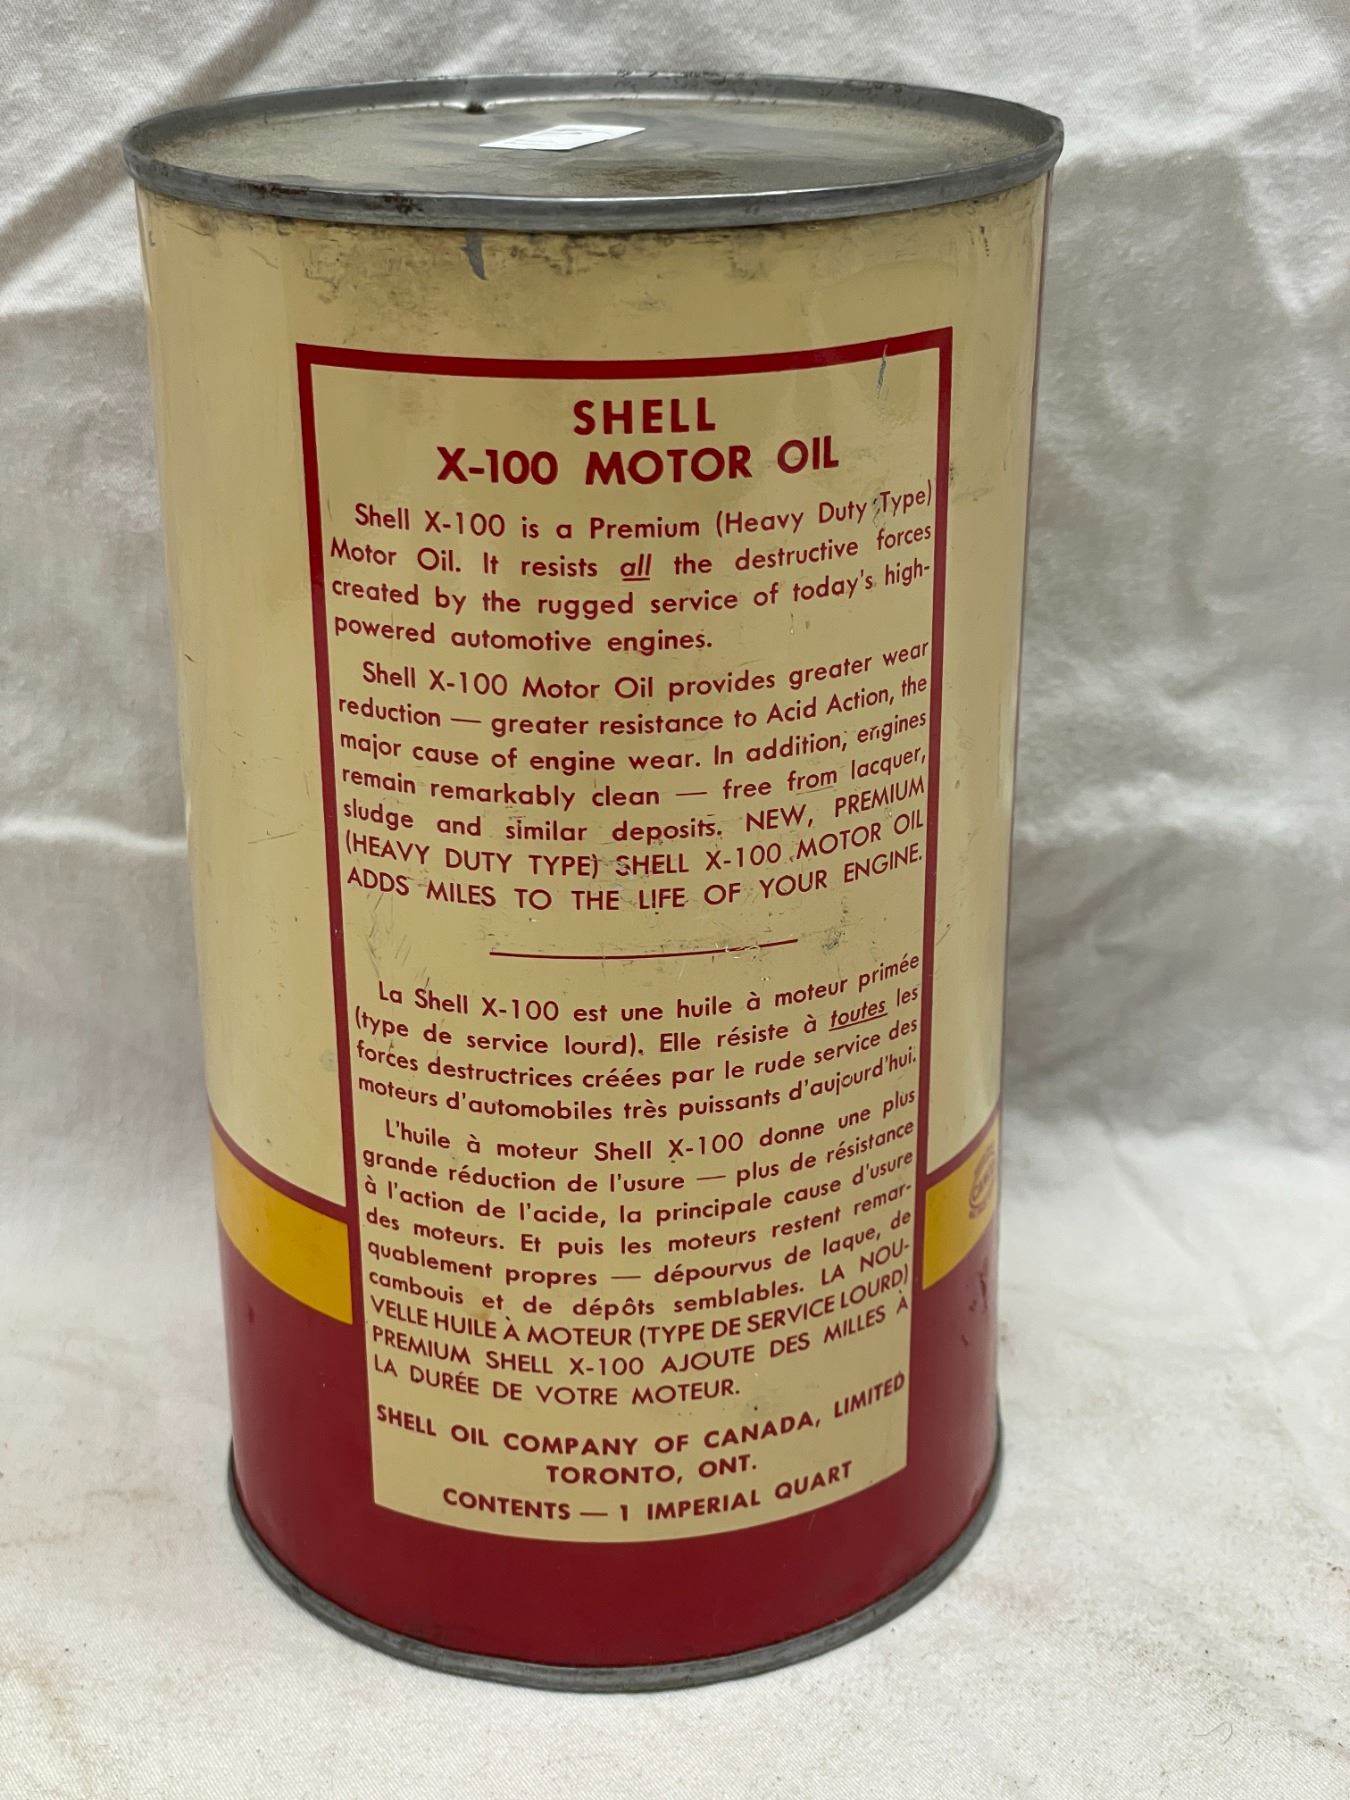 SHELL
X-100 MOTOR OIL
Shell X-100 is a Premium (Heavy Duty Type)
Motor Oil. It resists all the destructive forces
created by the rugged service of today's high-
powered automotive engines.
Shell X-100 Motor Oil provides greater wear
reduction — greater resistance to Acid Action, the
major cause of engine wear. In addition, engines
remain remarkably clean — free from lacquer,
sludge and similar deposits. NEW, PREMIUM
(HEAVY DUTY TYPE) SHELL X-100 MOTOR OIL
ADDS MILES TO THE LIFE OF YOUR ENGINE.
La Shell X-100 est une huile à moteur primée
(type de service lourd). Elle résiste à toutes les
forces destructrices créées par le rude service des
moteurs d'automobiles très puissants d'aujourd'hui.
L'huile à moteur Shell X-100 donne une plus
grande réduction de l'usure — plus de résistance
à l'action de l'acide, la principale cause d'usure
des moteurs. Et puis les moteurs restent remar-
quablement propres — dépourvus de laque, de
cambouis et de dépôts semblables. LA NOU-
VELLE HUILE À MOTEUR (TYPE DE SERVICE LOURD)
PREMIUM SHELL X-100 AJOUTE DES MILLES À
LA DURÉE DE VOTRE MOTEUR.
SHELL OIL COMPANY OF CANADA, LIMITED
TORONTO, ONT.
CONTENTS — 1 IMPERIAL QUART